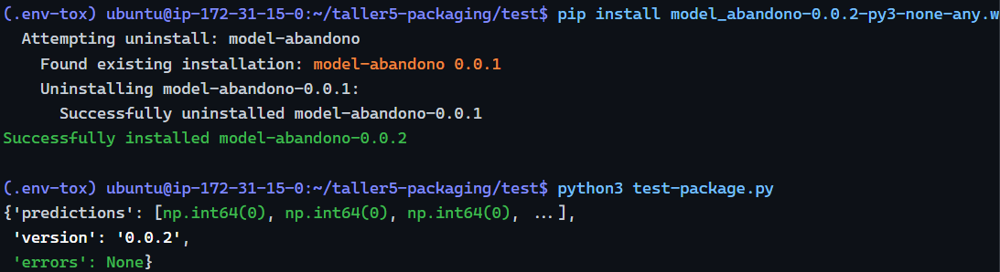 (.env-tox) ubuntu@ip-172-31-15-0:~/taller5-packaging/test$ pip install model_abandono-0.0.2-py3-none-any.w
  Attempting uninstall: model-abandono
    Found existing installation: model-abandono 0.0.1
    Uninstalling model-abandono-0.0.1:
      Successfully uninstalled model-abandono-0.0.1
Successfully installed model-abandono-0.0.2
(.env-tox) ubuntu@ip-172-31-15-0:~/taller5-packaging/test$ python3 test-package.py
{'predictions': [np.int64(0), np.int64(0), np.int64(0), ...],
 'version': '0.0.2',
 'errors': None}